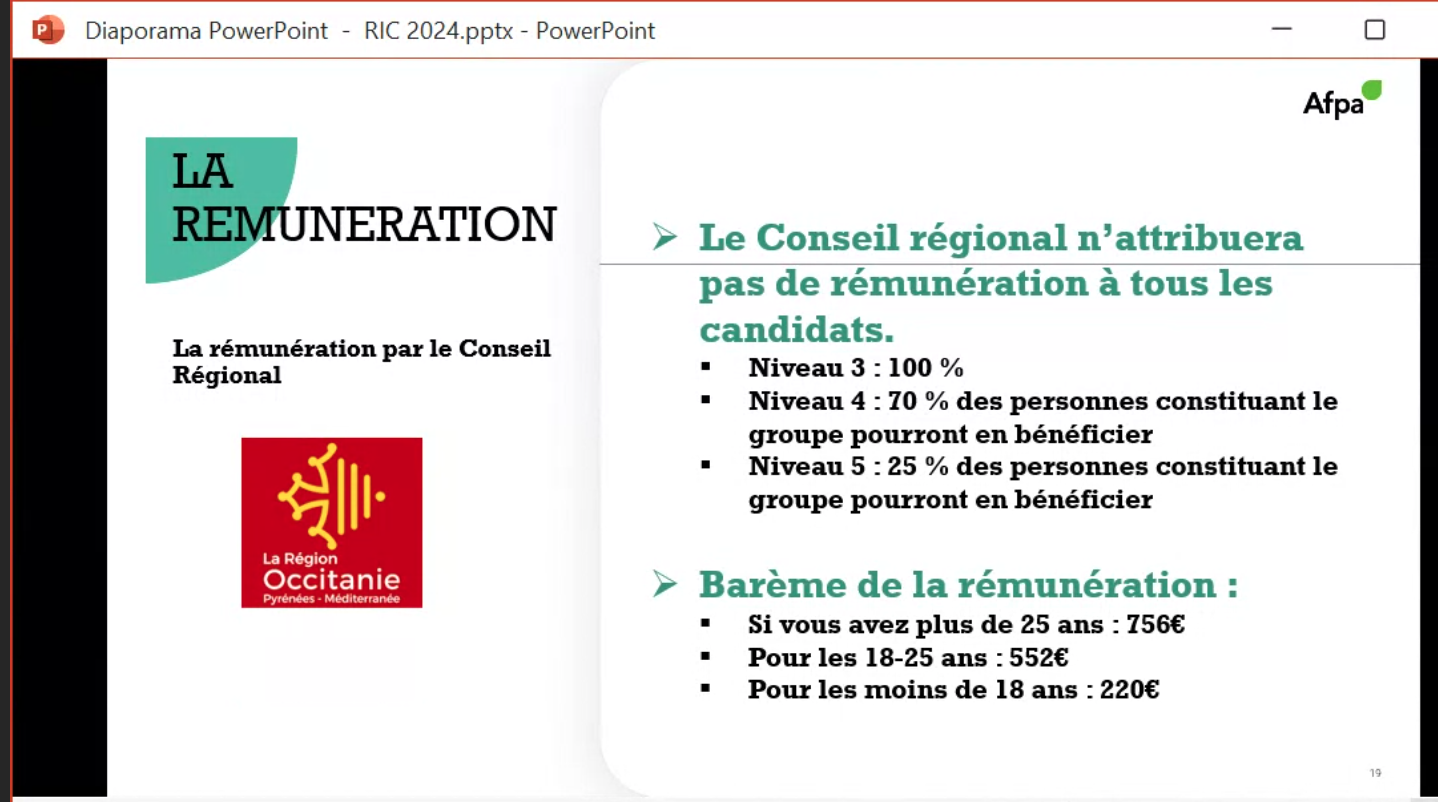 Diaporama PowerPoint - RIC 2024.pptx - PowerPoint
Afpa
LA
REMUNERATION
La rémunération par le Conseil
Régional
La Région
Occitanie
Pyrénées - Méditerranée
Le Conseil régional n’attribuera
pas de rémunération à tous les
candidats.
Niveau 3 : 100 %
Niveau 4 : 70 % des personnes constituant le
groupe pourront en bénéficier
Niveau 5 : 25 % des personnes constituant le
groupe pourront en bénéficier
Barème de la rémunération :
Si vous avez plus de 25 ans : 756€
Pour les 18-25 ans : 552€
Pour les moins de 18 ans : 220€
19